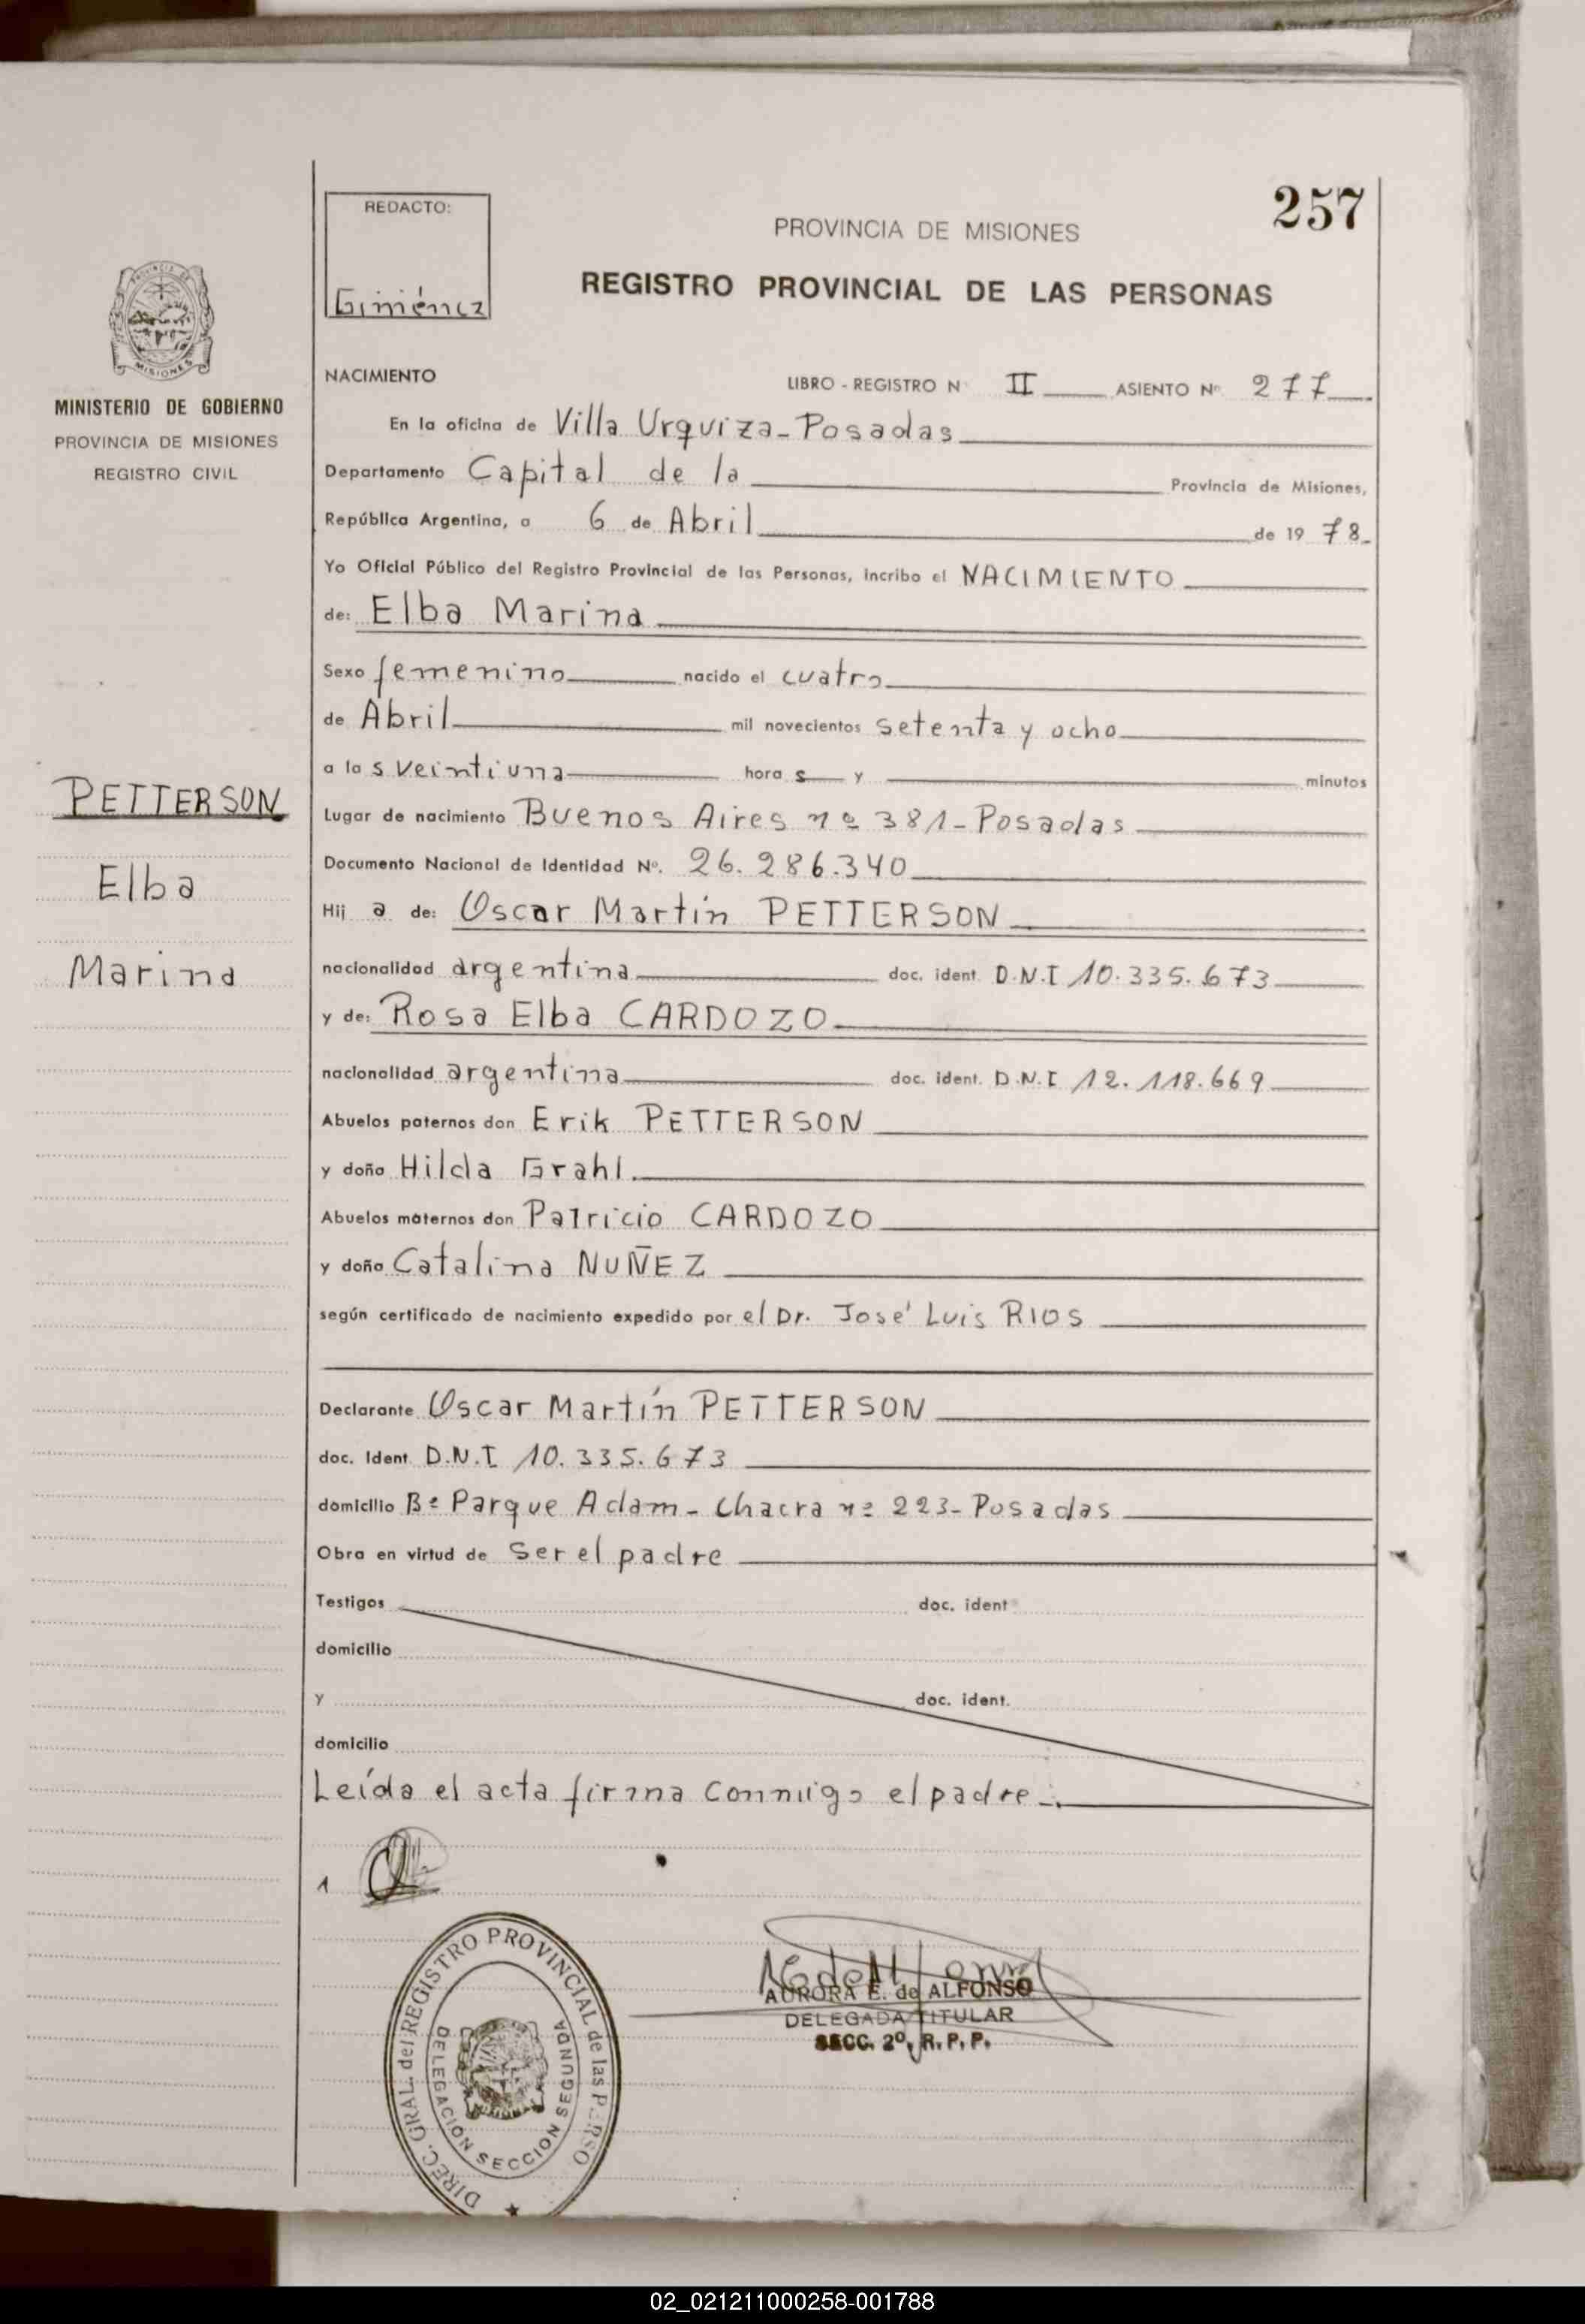 257
REDACTO:
Giménez
PROVINCIA DE MISIONES
REGISTRO PROVINCIAL DE LAS PERSONAS
MISIONES
MINISTERIO DE GOBIERNO
PROVINCIA DE MISIONES
REGISTRO CIVIL
PETTERSON
Elba
Marina
NACIMIENTO LIBRO - REGISTRO Nº II ASIENTO Nº 277
En la oficina de Villa Urquiza - Posadas
Departamento Capital de la Provincia de Misiones,
República Argentina, a 6 de Abril de 1978.
Yo Oficial Público del Registro Provincial de las Personas, incribo el NACIMIENTO
de: Elba Marina
Sexo femenino nacido el cuatro
de Abril mil novecientos setenta y ocho
a las veintiuna horas y minutos
Lugar de nacimiento Buenos Aires nº 381 - Posadas
Documento Nacional de Identidad Nº. 26.286.340
Hija de: Oscar Martín PETTERSON
nacionalidad argentina doc. ident. D.N.I 10.335.673
y de: Rosa Elba CARDOZO
nacionalidad argentina doc. ident. D.N.I 12.118.669
Abuelos paternos don Erik PETTERSON
y doña Hilda Grahl.
Abuelos maternos don Patricio CARDOZO
y doña Catalina NUÑEZ
según certificado de nacimiento expedido por el Dr. José Luis RIOS
Declarante Oscar Martín PETTERSON
doc. Ident. D.N.I 10.335.673
domicilio Bº Parque Adam - Chacra nº 223 - Posadas
Obra en virtud de ser el padre
Testigos doc. ident
domicilio
y doc. ident.
domicilio
Leída el acta firma conmigo el padre -.
1
AURORA E. de ALFONSO
DELEGADA TITULAR
SECC. 2º, R. P. P.
DIREC. GRAL. del REGISTRO PROVINCIAL de las PERSO
DELEGACIÓN SECCION SEGUNDA
02_021211000258-001788